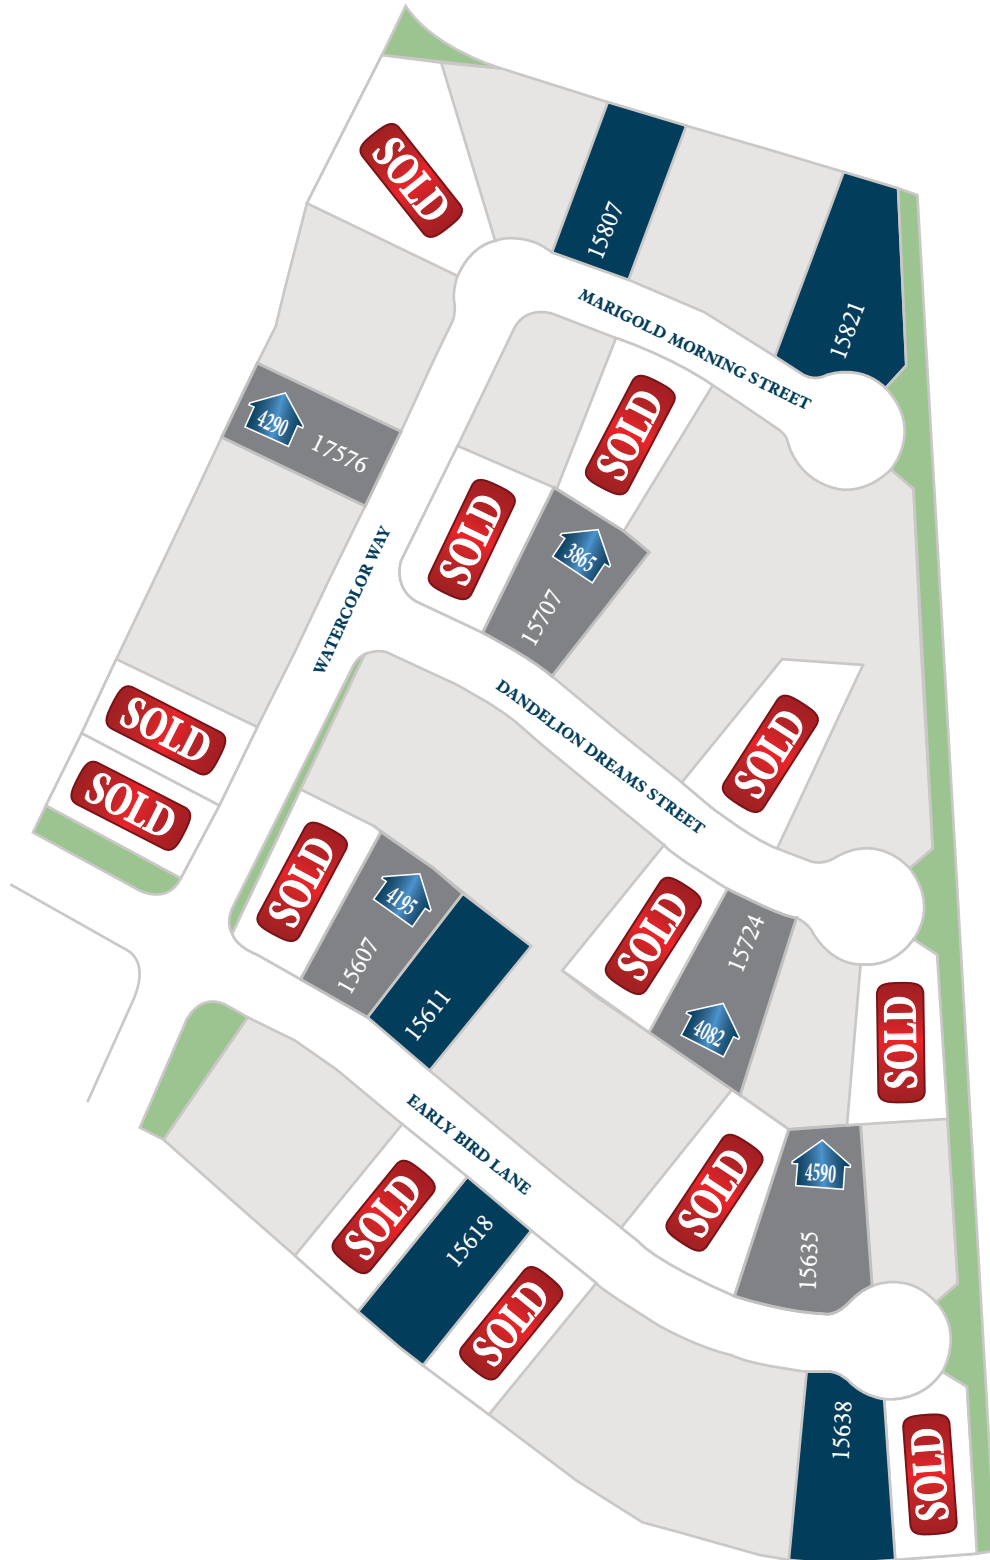 SOLD
15807
15821
MARIGOLD MORNING STREET
SOLD
4290
17576
SOLD
3865
15707
WATERCOLOR WAY
SOLD
SOLD
DANDELION DREAMS STREET
SOLD
SOLD
4195
15607
15611
SOLD
15724
4082
SOLD
EARLY BIRD LANE
SOLD
4590
15635
SOLD
15618
SOLD
15638
SOLD